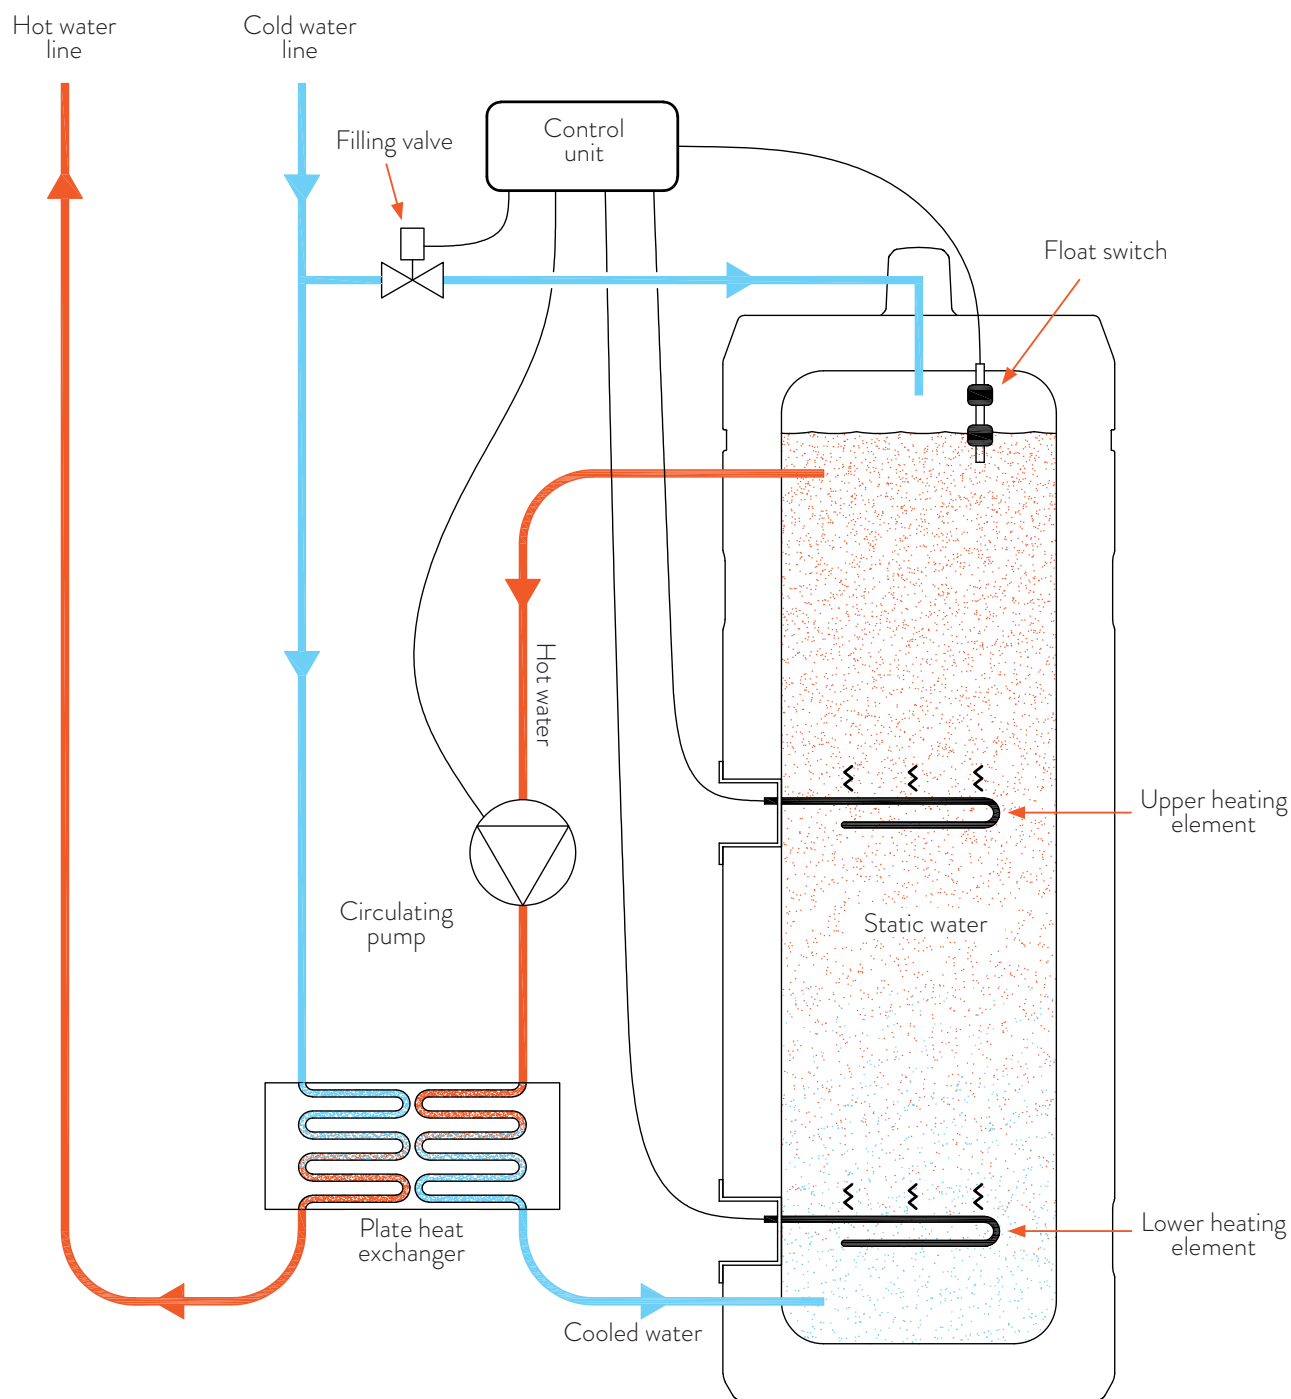 Hot water
line
Cold water
line
Filling valve
Control
unit
Float switch
Hot water
Upper heating
element
Circulating
pump
Static water
Plate heat
exchanger
Lower heating
element
Cooled water